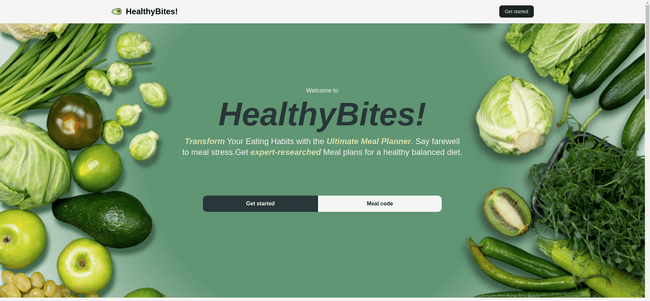 HealthyBites!
Get started
Welcome to
HealthyBites!
Transform Your Eating Habits with the Ultimate Meal Planner. Say farewell
to meal stress.Get expert-researched Meal plans for a healthy balanced diet.
Get started
Meal code